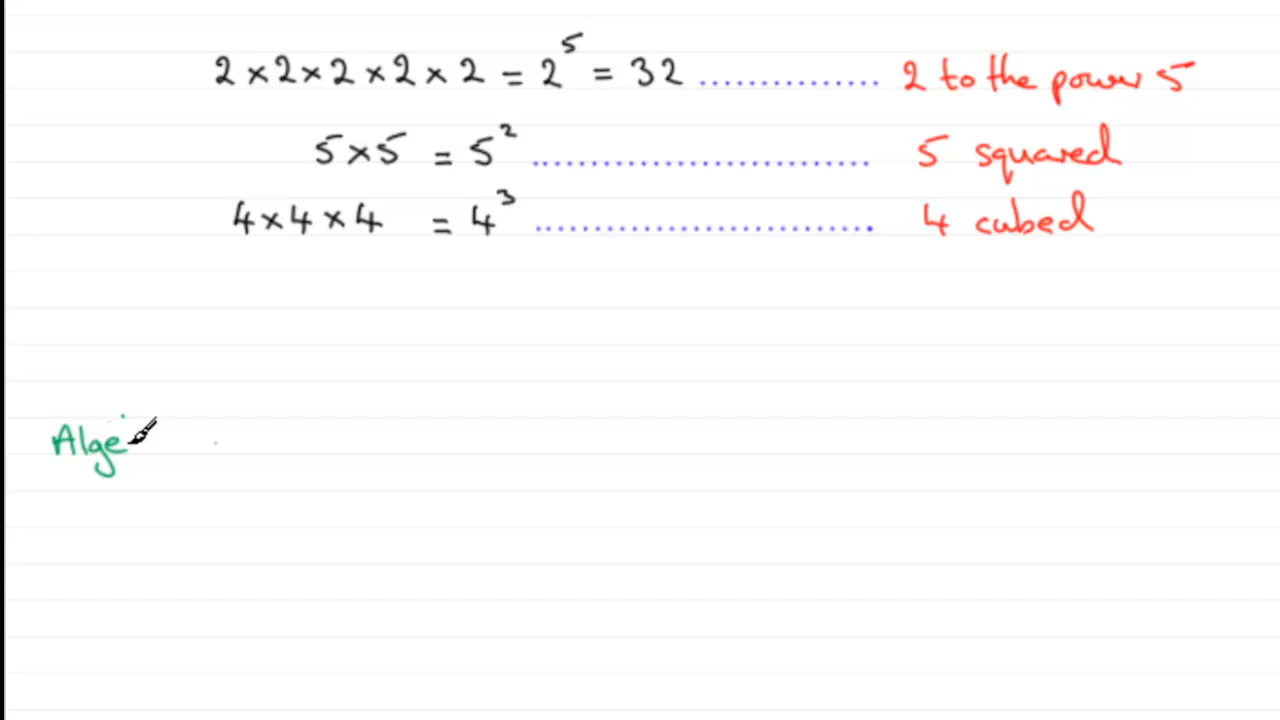 2 × 2 × 2 × 2 × 2 = 2⁵ = 32 ............... 2 to the power 5
5 × 5 = 5² ............................. 5 squared
4 × 4 × 4 = 4³ ............................. 4 cubed
Alge